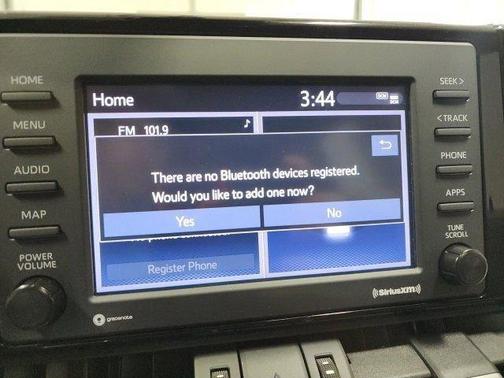 HOME
MENU
AUDIO
MAP
POWER
VOLUME
Home
3:44
DCM
FM 101.9
There are no Bluetooth devices registered.
Would you like to add one now?
Yes
No
Register Phone
SEEK >
< TRACK
PHONE
APPS
TUNE
SCROLL
gracenote
((SiriusXM))